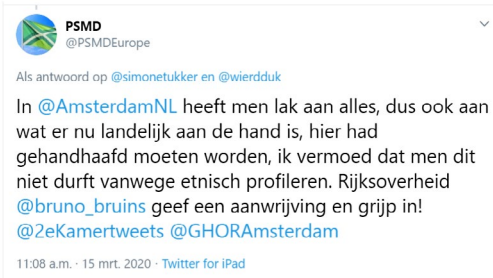 PSMD
@PSMDEurope
Als antwoord op @simonetukker en @wierdduk
In @AmsterdamNL heeft men lak aan alles, dus ook aan
wat er nu landelijk aan de hand is, hier had
gehandhaafd moeten worden, ik vermoed dat men dit
niet durft vanwege etnisch profileren. Rijksoverheid
@bruno_bruins geef een aanwrijving en grijp in!
@2eKamertweets @GHORAmsterdam
11:08 a.m. · 15 mrt. 2020 · Twitter for iPad